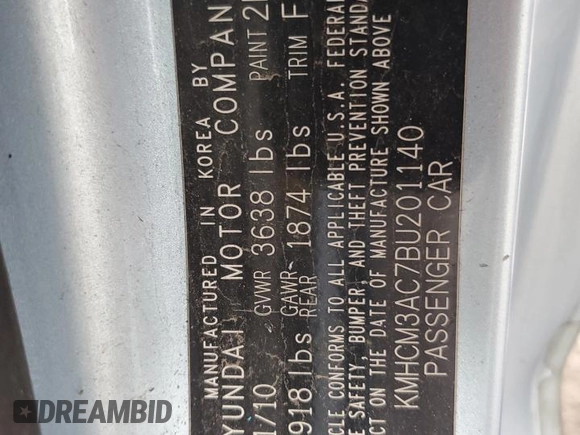 MANUFACTURED IN KOREA BY
YUNDAI MOTOR COMPAN
1/10 GVWR 3638 lbs PAINT 2
GAWR
918 lbs REAR 1874 lbs TRIM F
ICLE CONFORMS TO ALL APPLICABLE U.S.A. FEDERAL
E SAFETY, BUMPER, AND THEFT PREVENTION STANDA
CT ON THE DATE OF MANUFACTURE SHOWN ABOVE
KMHCM3AC7BU201140
PASSENGER CAR
DREAMBID